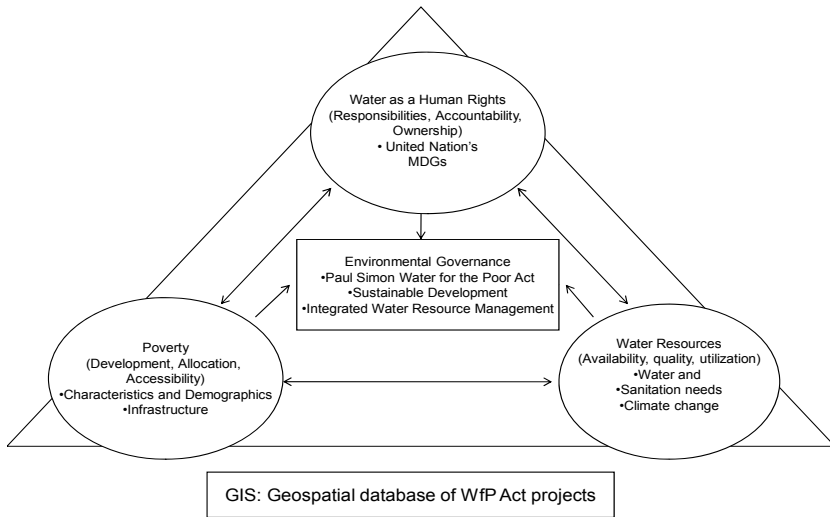 Water as a Human Rights
(Responsibilities, Accountability,
Ownership)
• United Nation's
MDGs
Environmental Governance
•Paul Simon Water for the Poor Act
•Sustainable Development
•Integrated Water Resource Management
Poverty
(Development, Allocation,
Accessibility)
•Characteristics and Demographics
•Infrastructure
Water Resources
(Availability, quality, utilization)
•Water and
•Sanitation needs
•Climate change
GIS: Geospatial database of WfP Act projects